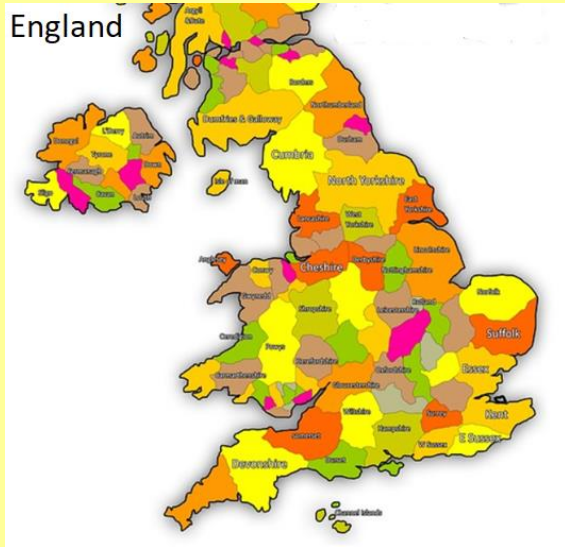 England
Argyll
& Bute
Borders
Northumberland
Dumfries & Galloway
Durham
Cumbria
Isle of man
North Yorkshire
East
Yorkshire
Lancashire
West
Yorkshire
Donegal
L'Derry
Antrim
Tyrone
Down
Fermanagh
Sligo
Cavan
Louth
Anglesey
Conwy
Cheshire
Derbyshire
Lincolnshire
Nottinghamshire
Gwynedd
Shropshire
Leicestershire
Rutland
Norfolk
Suffolk
Ceredigion
Powys
Herefordshire
Carmarthenshire
Gloucestershire
Oxfordshire
Essex
Wiltshire
Surrey
Kent
Hampshire
W Sussex
E Sussex
Somerset
Dorset
Devonshire
Channel Islands